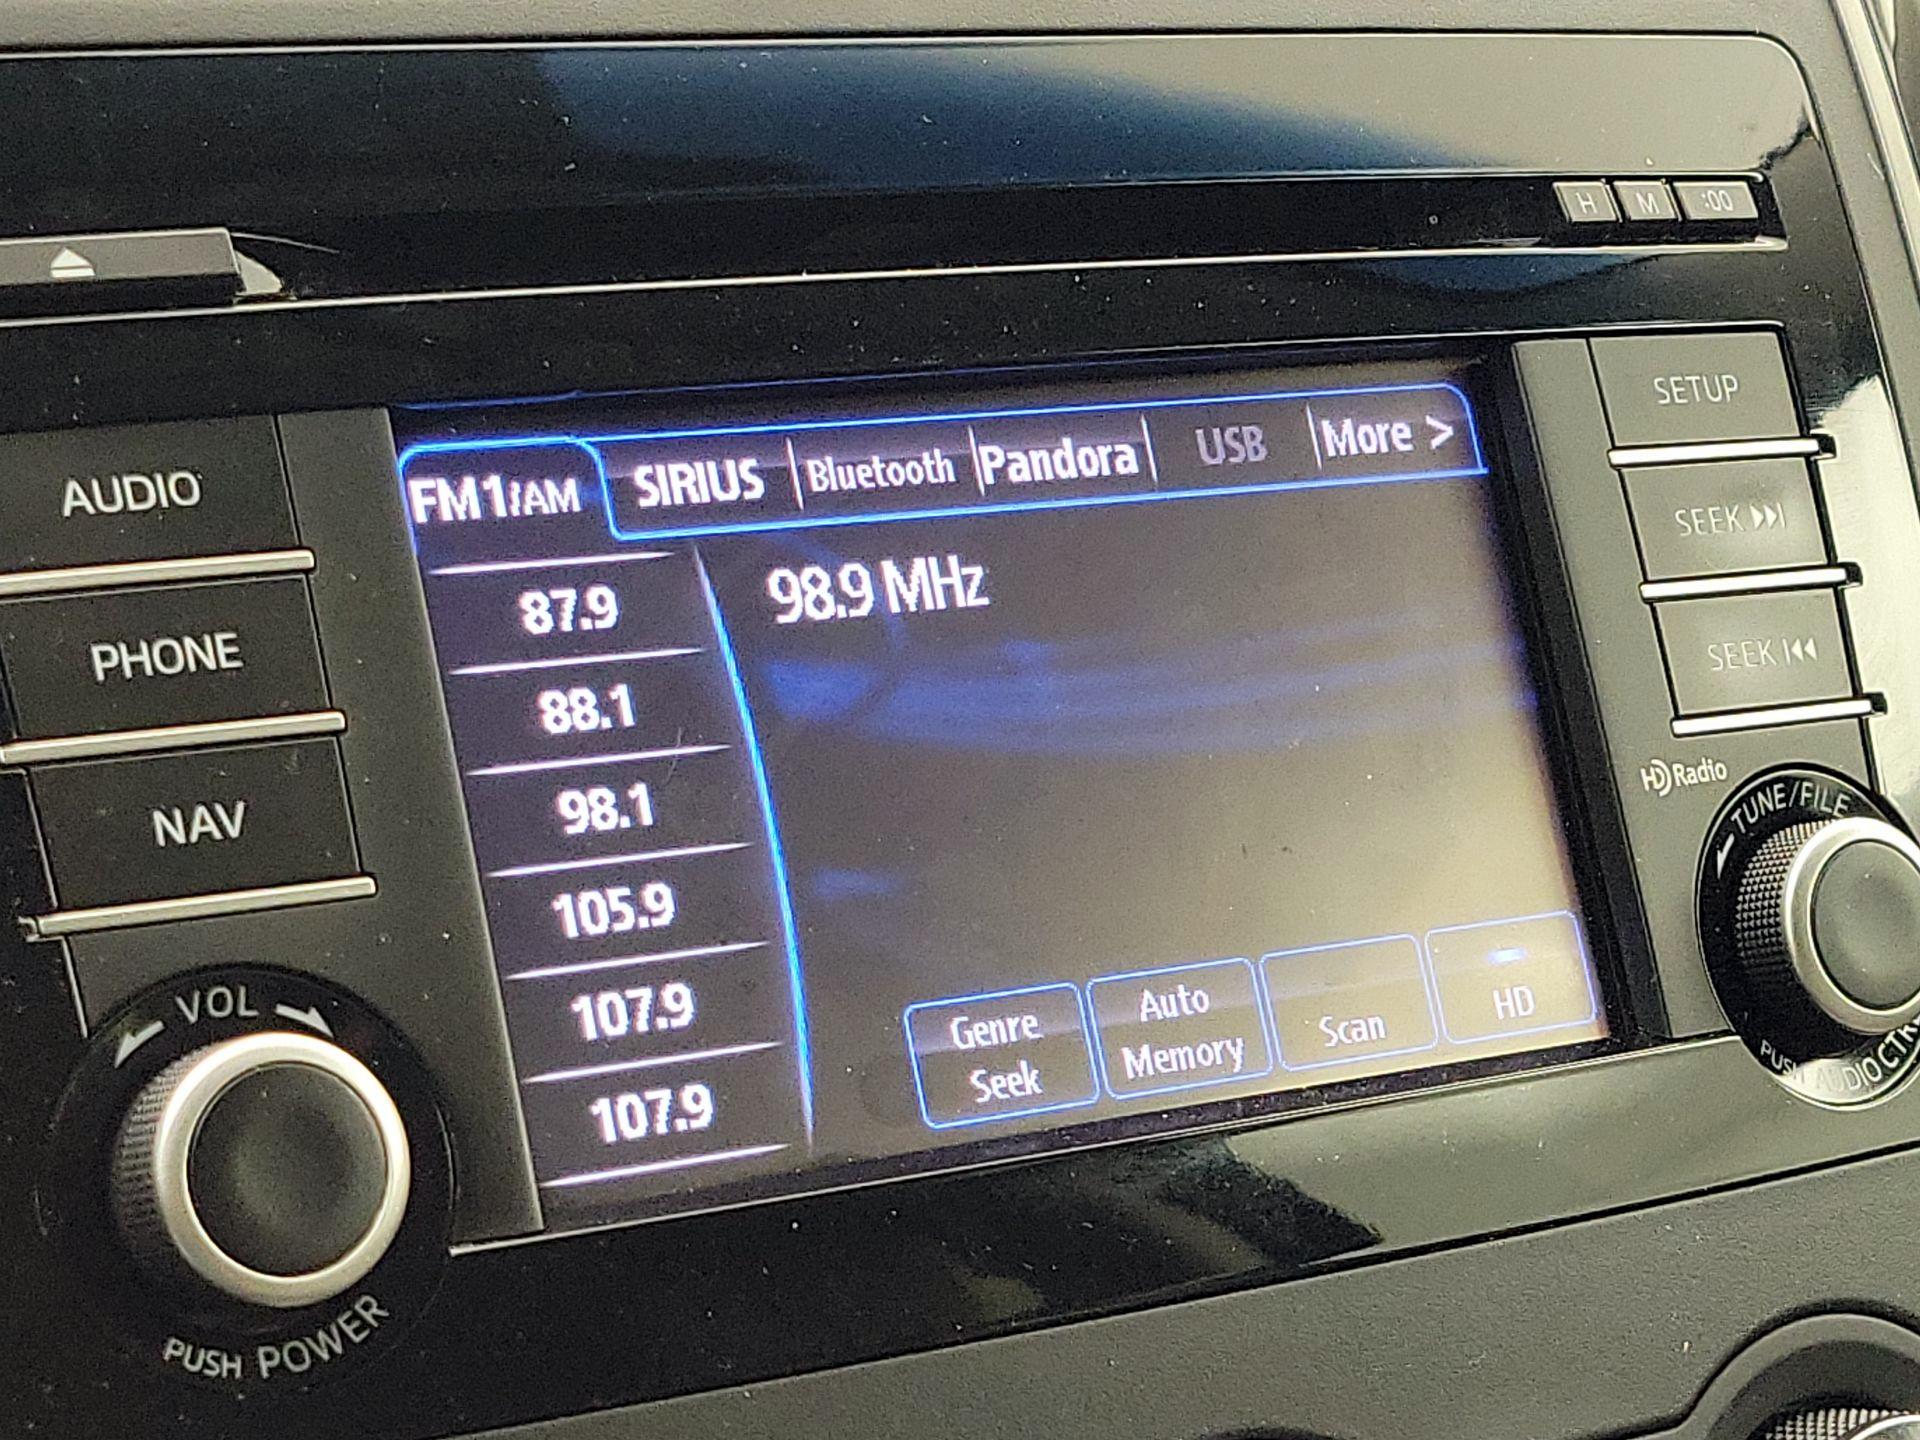 H M :00
SETUP
SEEK
SEEK
HD Radio
TUNE/FILE
PUSH AUDIO CTR
AUDIO
PHONE
NAV
VOL
PUSH POWER
FM1/AM SIRIUS Bluetooth Pandora USB More >
98.9 MHz
87.9
88.1
98.1
105.9
107.9
107.9
Genre
Seek
Auto
Memory
Scan
HD